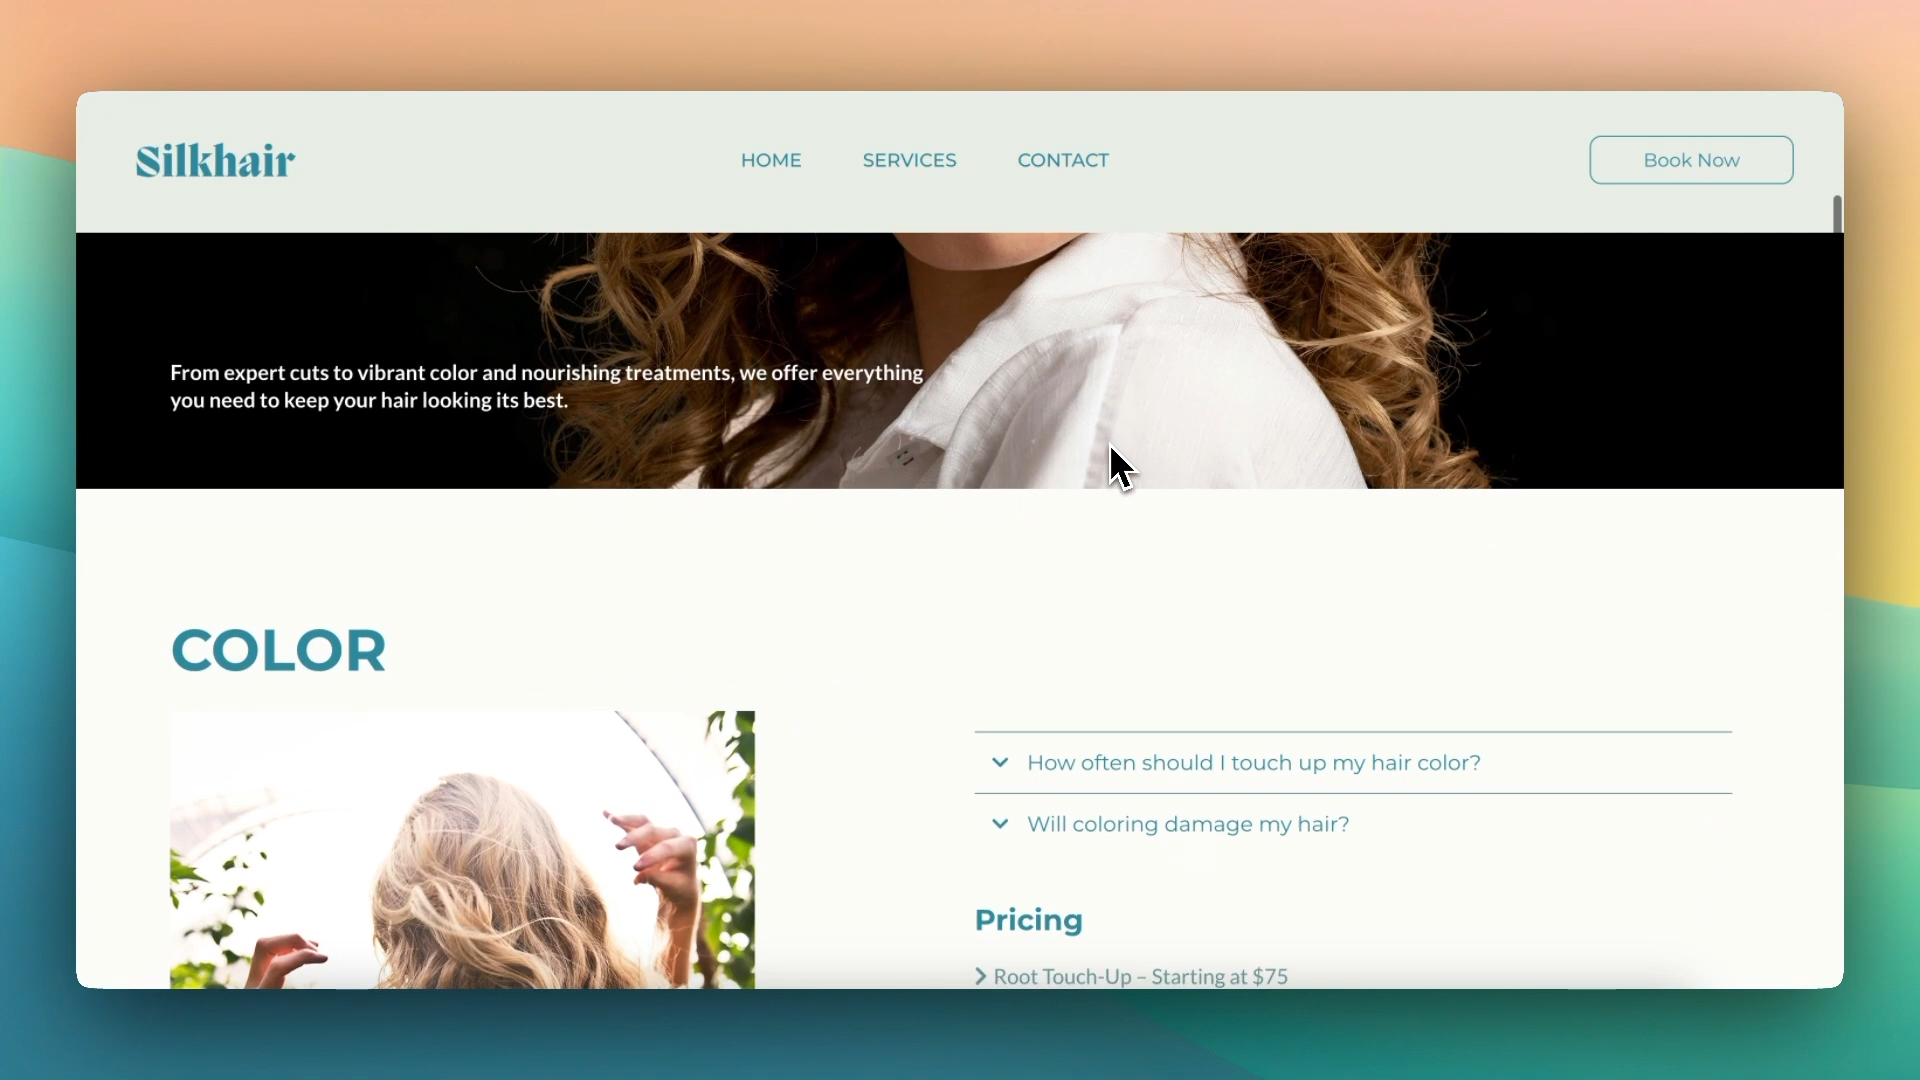 Silkhair
HOME SERVICES CONTACT
Book Now
From expert cuts to vibrant color and nourishing treatments, we offer everything
you need to keep your hair looking its best.
COLOR
How often should I touch up my hair color?
Will coloring damage my hair?
Pricing
Root Touch-Up – Starting at $75